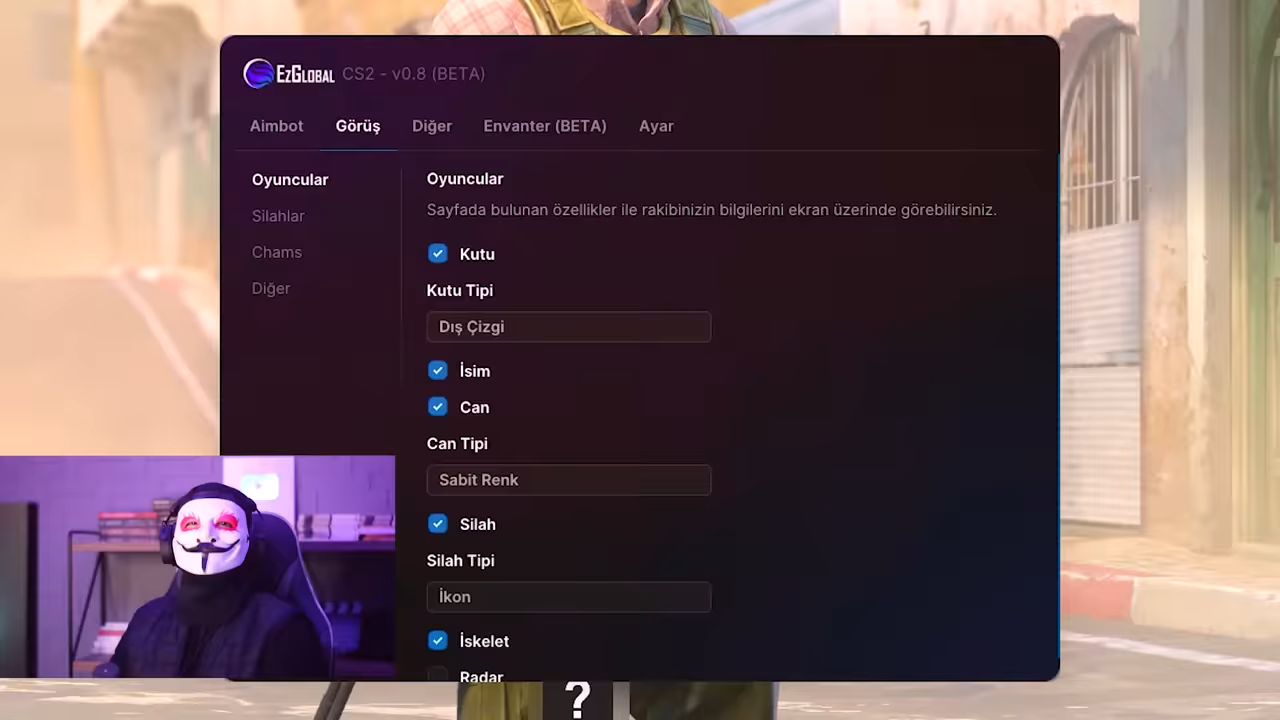 EZGLOBAL CS2 - v0.8 (BETA)
Aimbot Görüş Diğer Envanter (BETA) Ayar
Oyuncular
Silahlar
Chams
Diğer
Oyuncular
Sayfada bulunan özellikler ile rakibinizin bilgilerini ekran üzerinde görebilirsiniz.
Kutu
Kutu Tipi
Dış Çizgi
İsim
Can
Can Tipi
Sabit Renk
Silah
Silah Tipi
İkon
İskelet
Radar
?